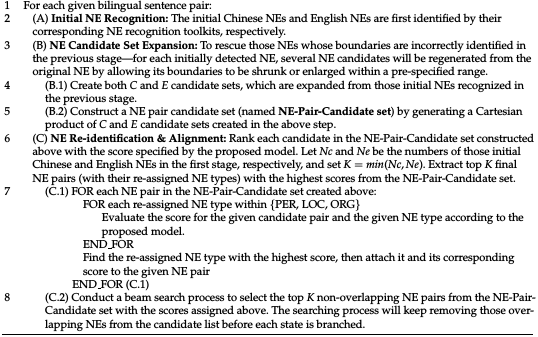 1 For each given bilingual sentence pair:
2 (A) Initial NE Recognition: The initial Chinese NEs and English NEs are first identified by their
corresponding NE recognition toolkits, respectively.
3 (B) NE Candidate Set Expansion: To rescue those NEs whose boundaries are incorrectly identified in
the previous stage—for each initially detected NE, several NE candidates will be regenerated from the
original NE by allowing its boundaries to be shrunk or enlarged within a pre-specified range.
4 (B.1) Create both C and E candidate sets, which are expanded from those initial NEs recognized in
the previous stage.
5 (B.2) Construct a NE pair candidate set (named NE-Pair-Candidate set) by generating a Cartesian
product of C and E candidate sets created in the above step.
6 (C) NE Re-identification & Alignment: Rank each candidate in the NE-Pair-Candidate set constructed
above with the score specified by the proposed model. Let Nc and Ne be the numbers of those initial
Chinese and English NEs in the first stage, respectively, and set K = min(Nc, Ne). Extract top K final
NE pairs (with their re-assigned NE types) with the highest scores from the NE-Pair-Candidate set.
7 (C.1) FOR each NE pair in the NE-Pair-Candidate set created above:
FOR each re-assigned NE type within {PER, LOC, ORG}
Evaluate the score for the given candidate pair and the given NE type according to the
proposed model.
END_FOR
Find the re-assigned NE type with the highest score, then attach it and its corresponding
score to the given NE pair
END_FOR (C.1)
8 (C.2) Conduct a beam search process to select the top K non-overlapping NE pairs from the NE-Pair-
Candidate set with the scores assigned above. The searching process will keep removing those over-
lapping NEs from the candidate list before each state is branched.